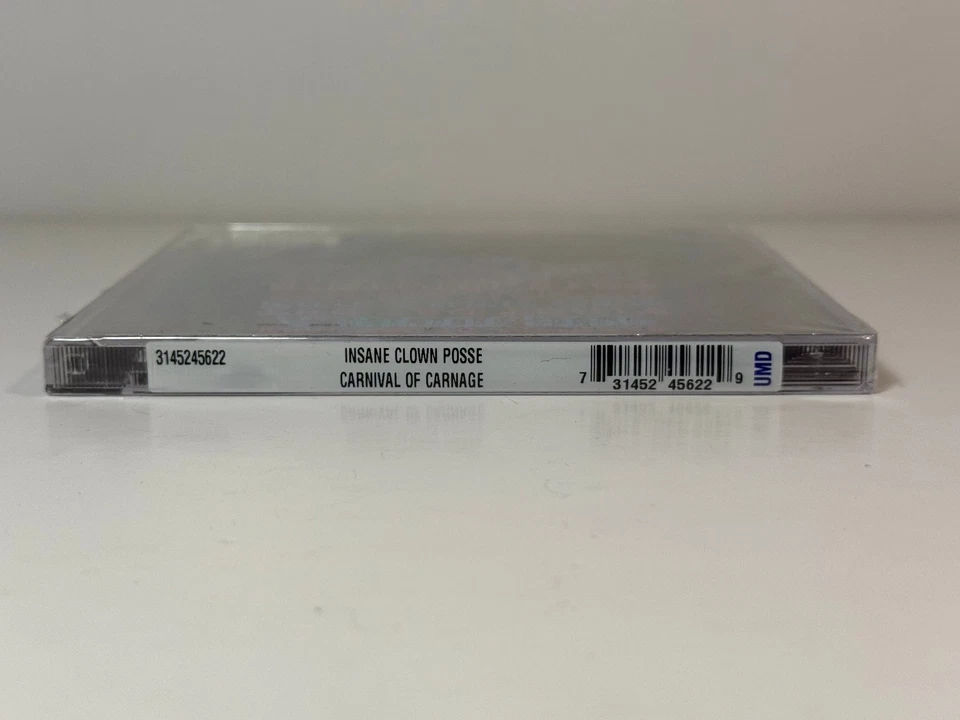 3145245622
INSANE CLOWN POSSE
CARNIVAL OF CARNAGE
7 31452 45622 9
UMD